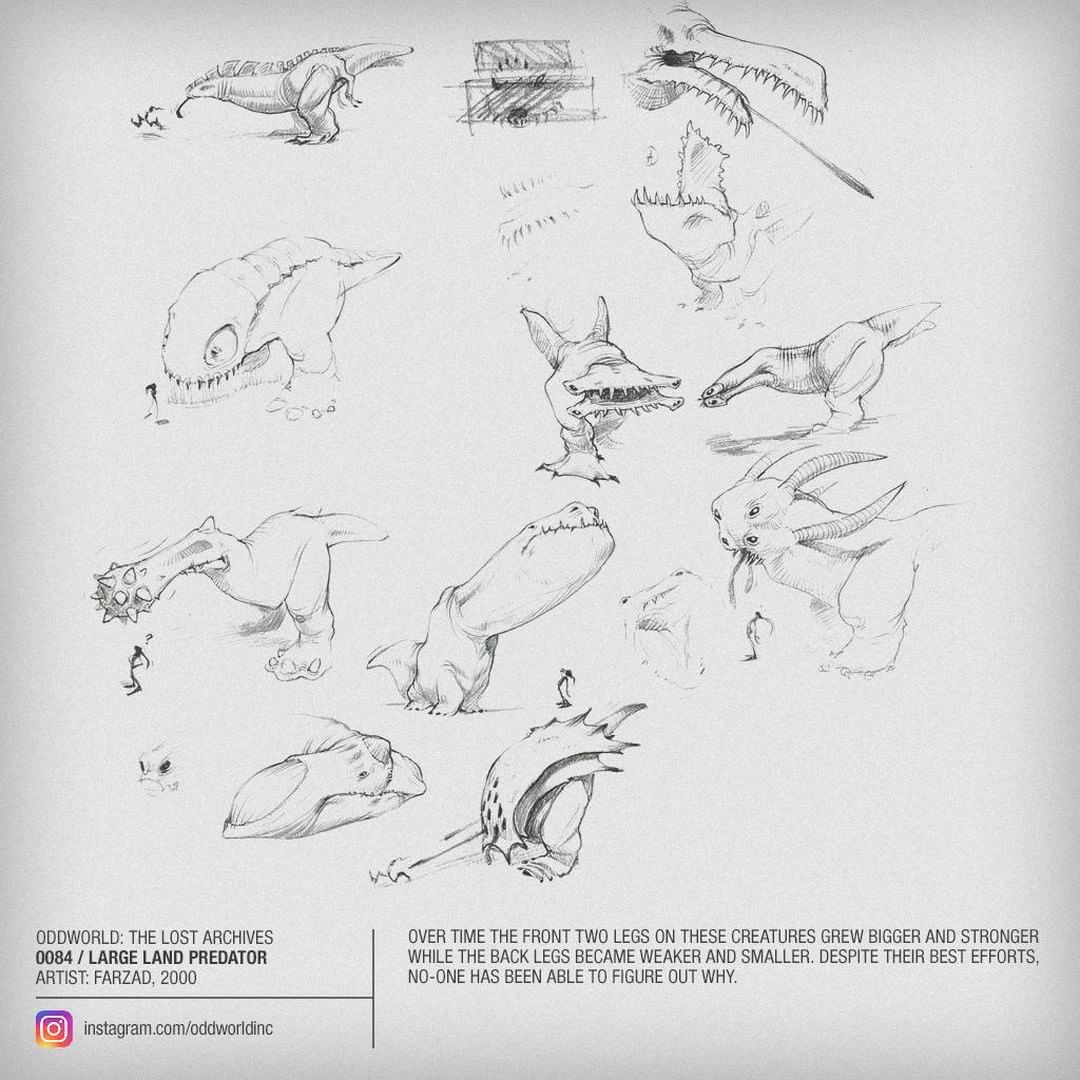 ODDWORLD: THE LOST ARCHIVES
0084 / LARGE LAND PREDATOR
ARTIST: FARZAD, 2000
instagram.com/oddworldinc
OVER TIME THE FRONT TWO LEGS ON THESE CREATURES GREW BIGGER AND STRONGER
WHILE THE BACK LEGS BECAME WEAKER AND SMALLER. DESPITE THEIR BEST EFFORTS,
NO-ONE HAS BEEN ABLE TO FIGURE OUT WHY.
?